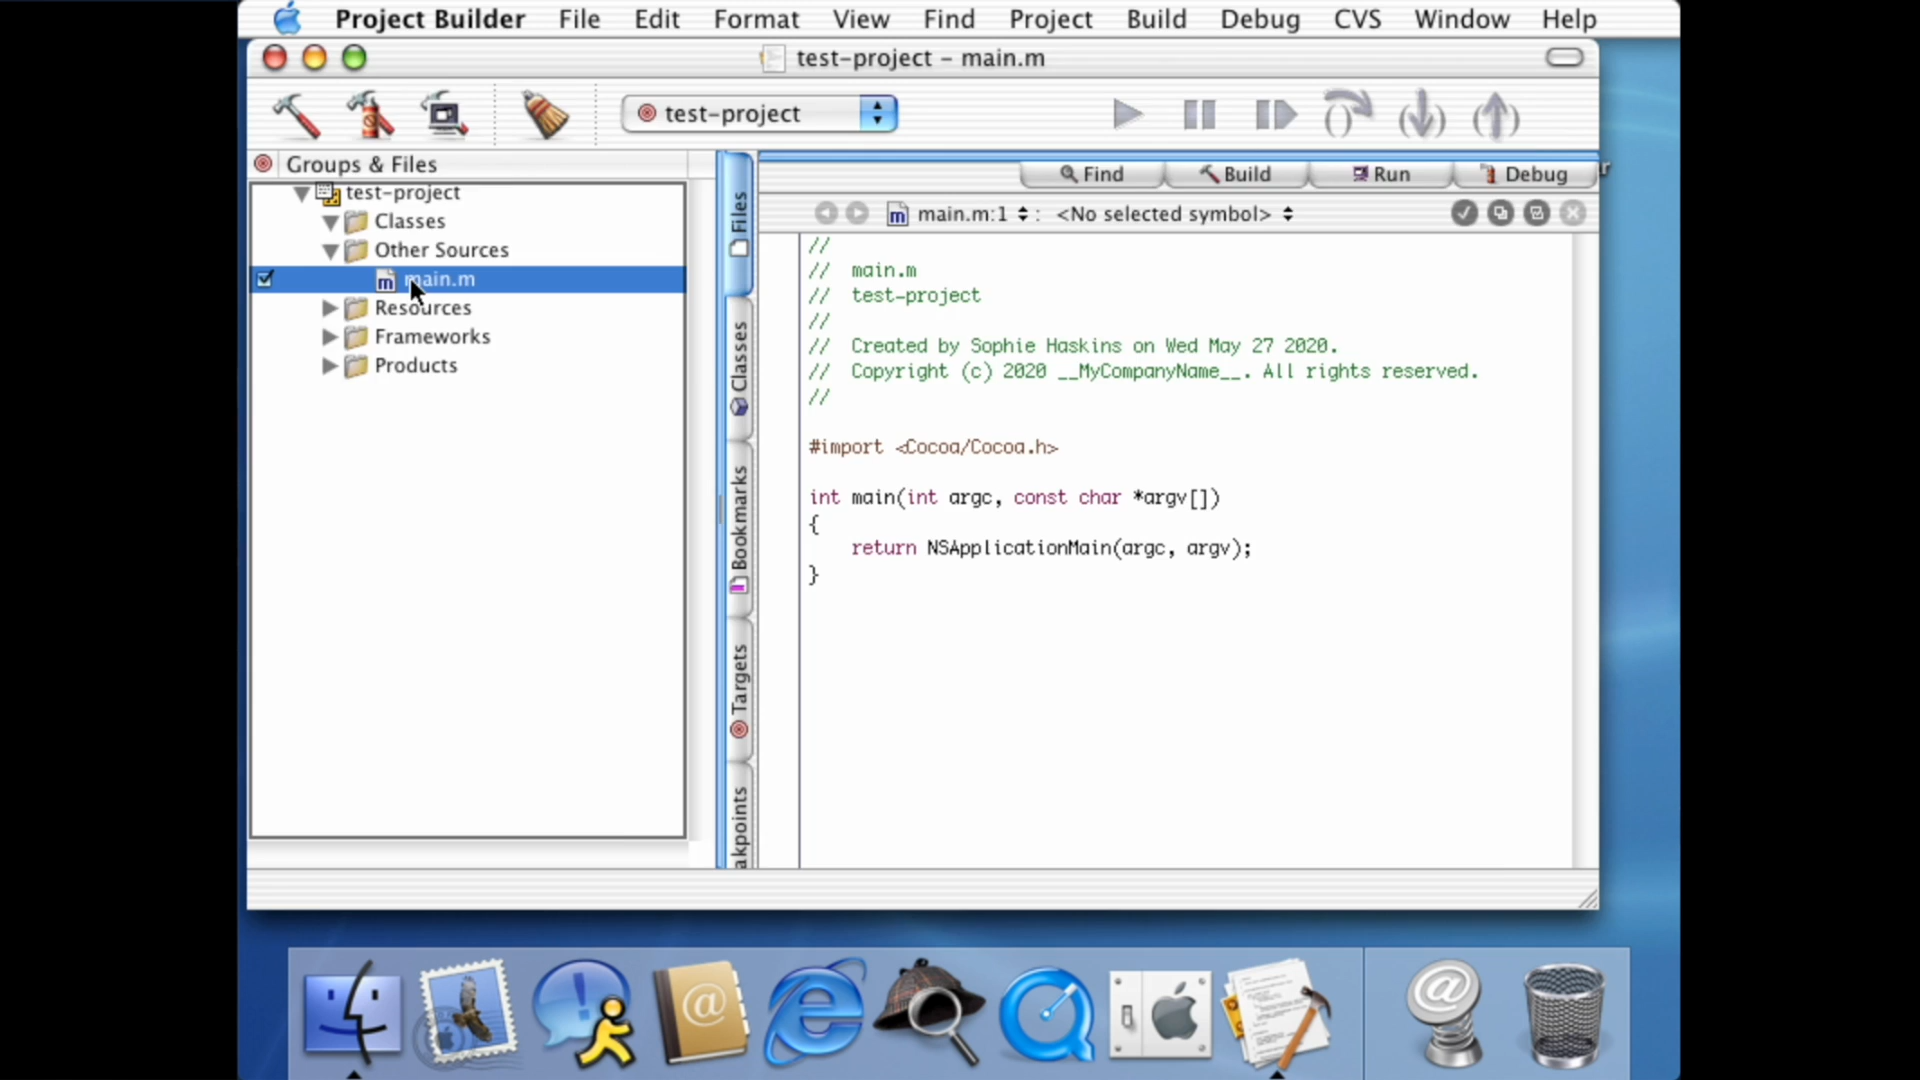 Project Builder File Edit Format View Find Project Build Debug CVS Window Help
test-project – main.m
test-project
Groups & Files
test-project
Classes
Other Sources
main.m
Resources
Frameworks
Products
Files
Classes
Bookmarks
Targets
akpoints
Find Build Run Debug
main.m:1 : <No selected symbol>
//
// main.m
// test-project
//
// Created by Sophie Haskins on Wed May 27 2020.
// Copyright (c) 2020 __MyCompanyName__. All rights reserved.
//
#import <Cocoa/Cocoa.h>
int main(int argc, const char *argv[])
{
return NSApplicationMain(argc, argv);
}